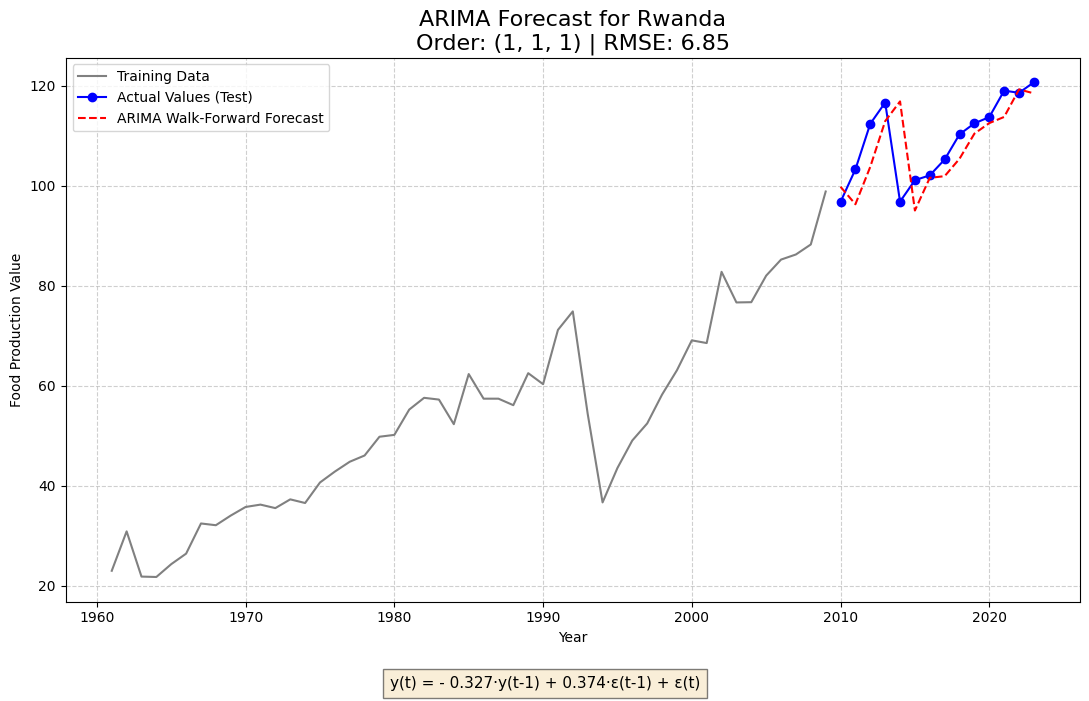 ARIMA Forecast for Rwanda
Order: (1, 1, 1) | RMSE: 6.85
Training Data
Actual Values (Test)
ARIMA Walk-Forward Forecast
Food Production Value
120
100
80
60
40
20
1960
1970
1980
1990
2000
2010
2020
Year
y(t) = - 0.327·y(t-1) + 0.374·ε(t-1) + ε(t)